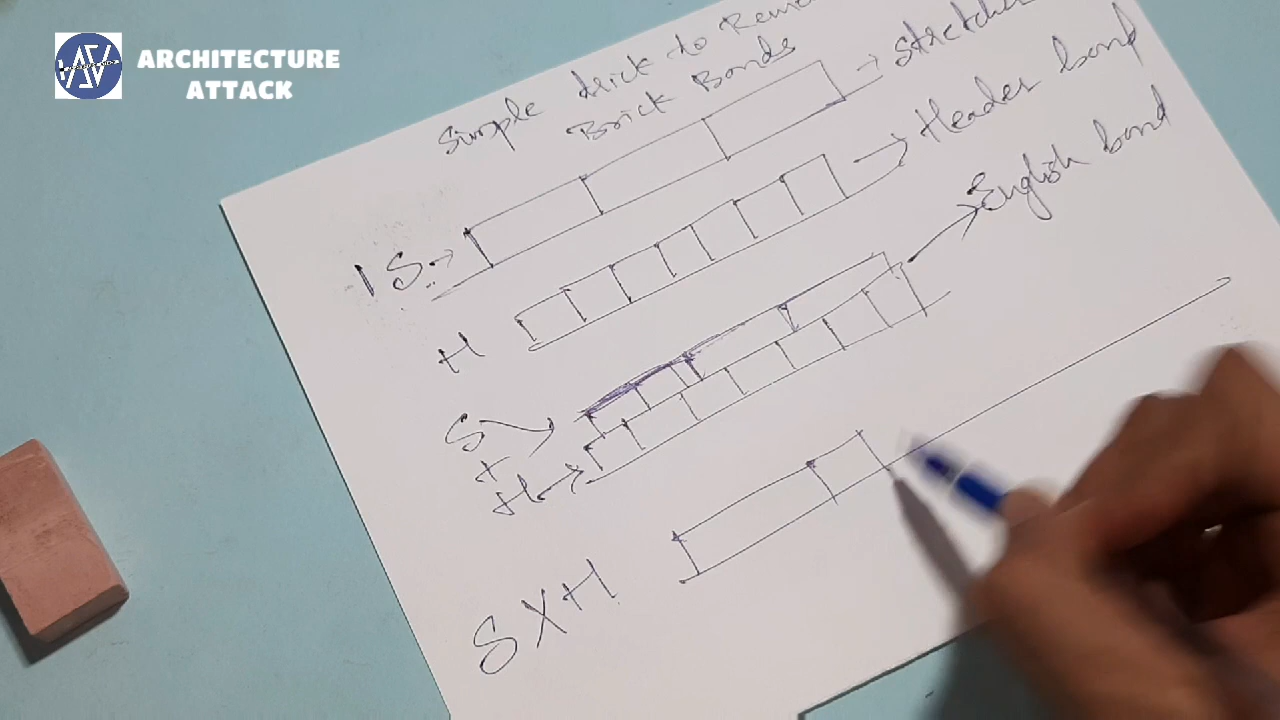 ARCHITECTURE
ATTACK
Simple trick to
Brick Bonds
1 S → Stretcher
H → Header bond
S
+
H → English bond
S X H